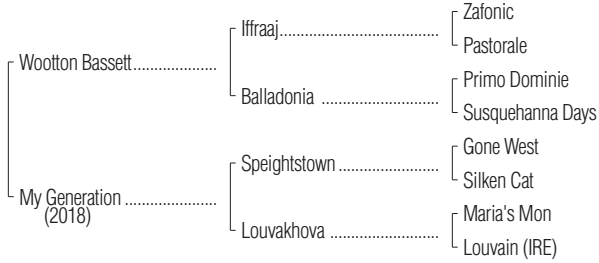 Zafonic
Iffraaj
Pastorale
Wootton Bassett
Primo Dominie
Balladonia
Susquehanna Days
Gone West
Speightstown
Silken Cat
My Generation
(2018)
Maria's Mon
Louvakhova
Louvain (IRE)